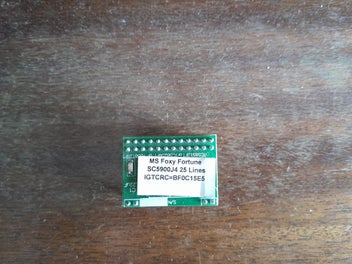 MS Foxy Fortune
SC5900J4 25 Lines
IGTCRC=BF0C15E5